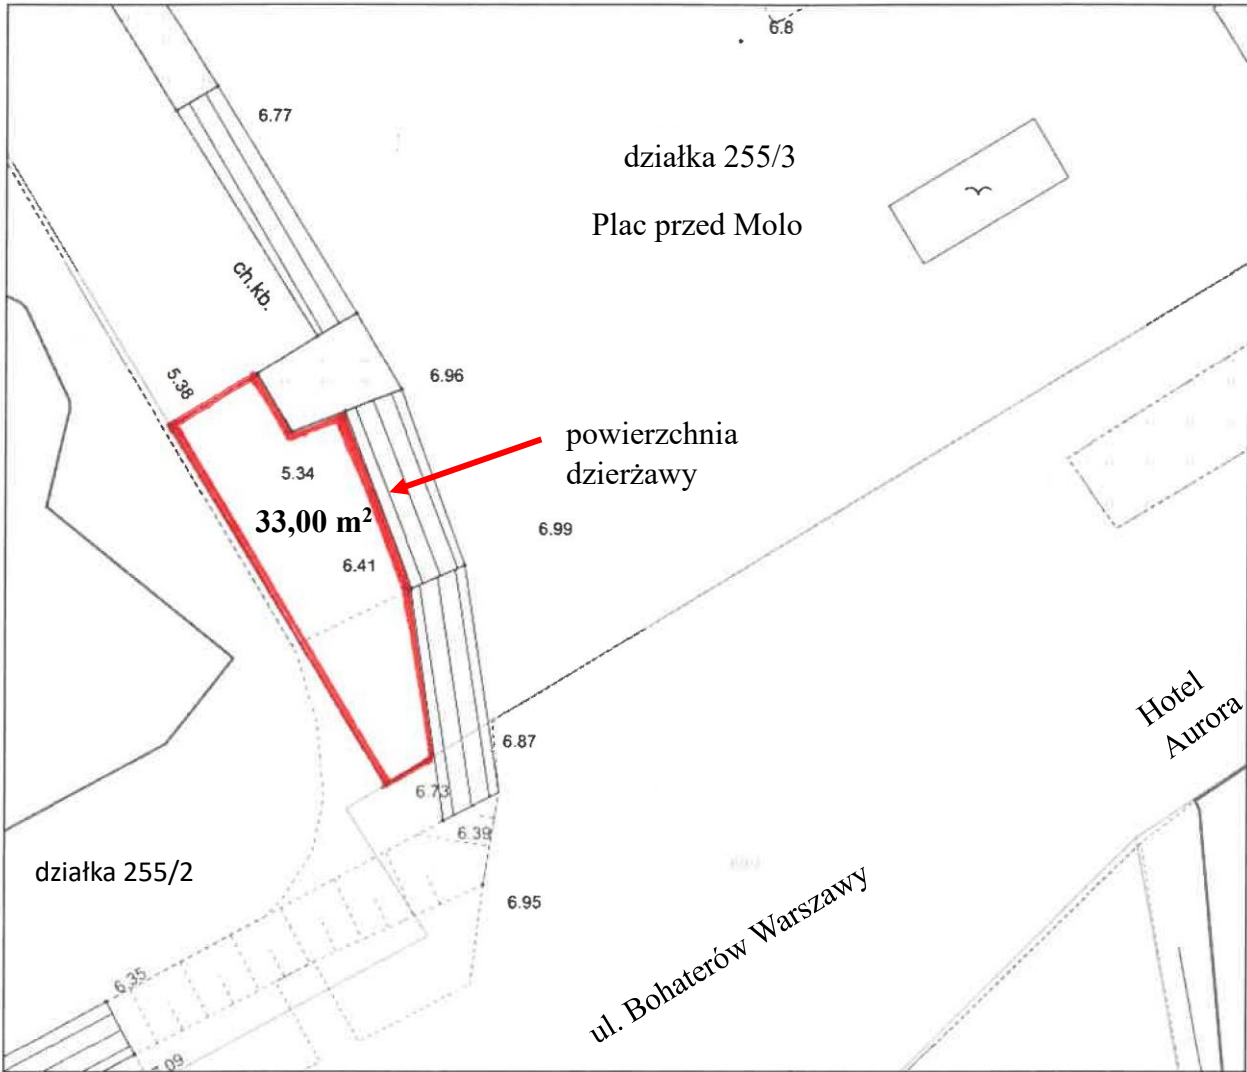 6.8
6.77
działka 255/3
Plac przed Molo
ch.kb.
5.38
6.96
powierzchnia
dzierżawy
5.34
33,00 m²
6.99
6.41
Hotel
Aurora
6.87
6.73
6.39
działka 255/2
6.95
ul. Bohaterów Warszawy
6.35